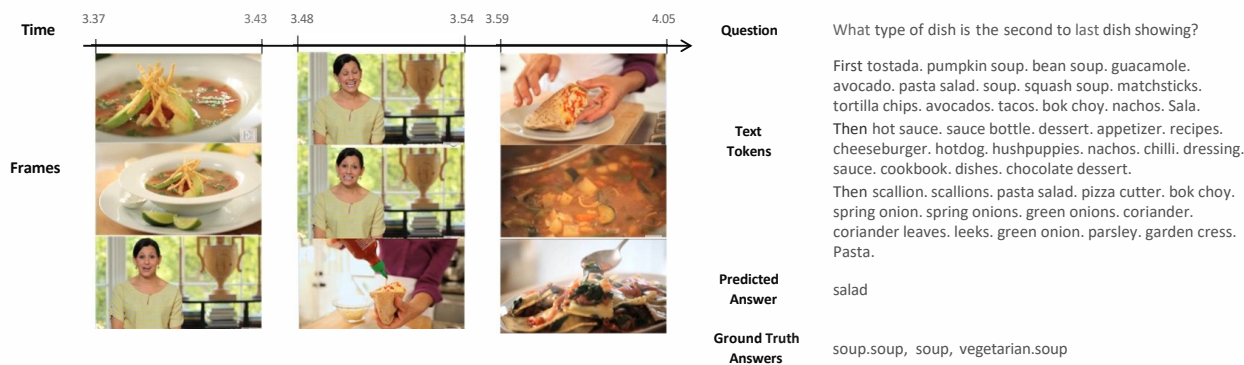 Time
3.37
3.43
3.48
3.54
3.59
4.05
Frames
Question
What type of dish is the second to last dish showing?
Text
Tokens
First tostada. pumpkin soup. bean soup. guacamole.
avocado. pasta salad. soup. squash soup. matchsticks.
tortilla chips. avocados. tacos. bok choy. nachos. Sala.
Then hot sauce. sauce bottle. dessert. appetizer. recipes.
cheeseburger. hotdog. hushpuppies. nachos. chilli. dressing.
sauce. cookbook. dishes. chocolate dessert.
Then scallion. scallions. pasta salad. pizza cutter. bok choy.
spring onion. spring onions. green onions. coriander.
coriander leaves. leeks. green onion. parsley. garden cress.
Pasta.
Predicted
Answer
salad
Ground Truth
Answers
soup.soup, soup, vegetarian.soup